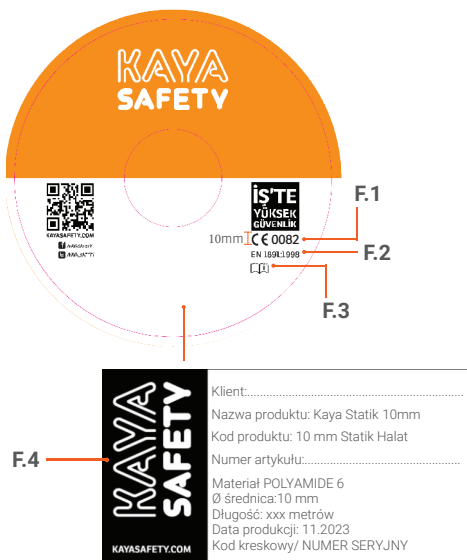 KAYA
SAFETY
KAYASAFETY.COM
İŞ'TE
YÜKSEK
GÜVENLİK
10mm
CE 0082
EN 1891:1998
F.1
F.2
F.3
F.4
KAYA
SAFETY
KAYASAFETY.COM
Klient:
Nazwa produktu: Kaya Statik 10mm
Kod produktu: 10 mm Statik Halat
Numer artykułu:
Materiał POLYAMIDE 6
Ø średnica:10 mm
Długość: xxx metrów
Data produkcji: 11.2023
Kod kreskowy/ NUMER SERYJNY